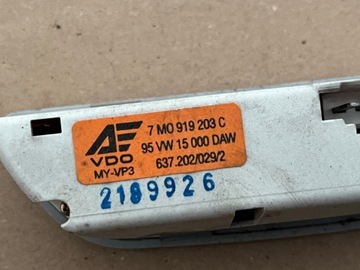 AE
VDO
MY-VP3
7 M0 919 203 C
95 VW 15 000 DAW
637.202/029/2
2189926